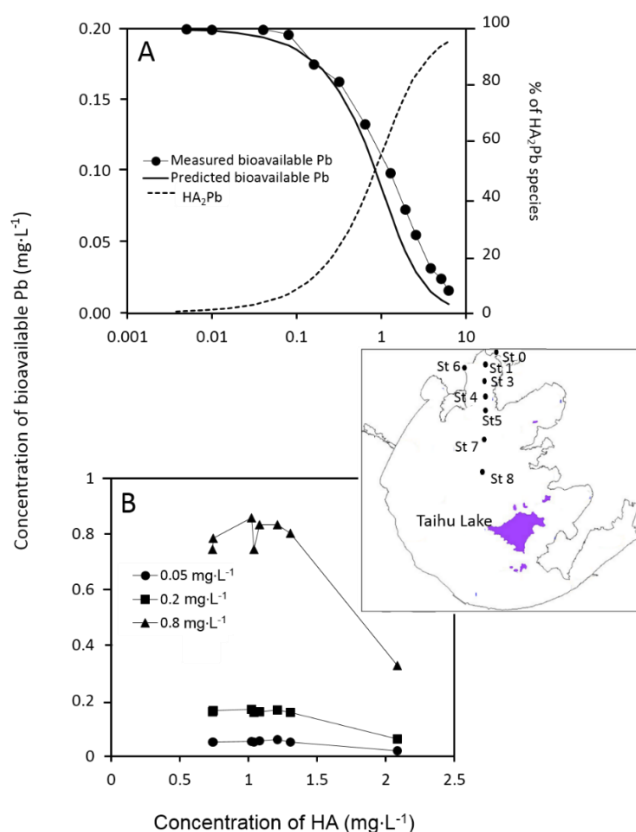 Concentration of bioavailable Pb (mg·L-1)
A
0.20
0.15
0.10
0.05
0.00
100
80
60
40
20
0
% of HA2Pb species
Measured bioavailable Pb
Predicted bioavailable Pb
HA2Pb
0.001
0.01
0.1
1
10
St 0
St 6
St 1
St 3
St 4
St5
St 7
St 8
Taihu Lake
B
1
0.8
0.6
0.4
0.2
0
0.05 mg·L-1
0.2 mg·L-1
0.8 mg·L-1
0
0.5
1
1.5
2
2.5
Concentration of HA (mg·L-1)